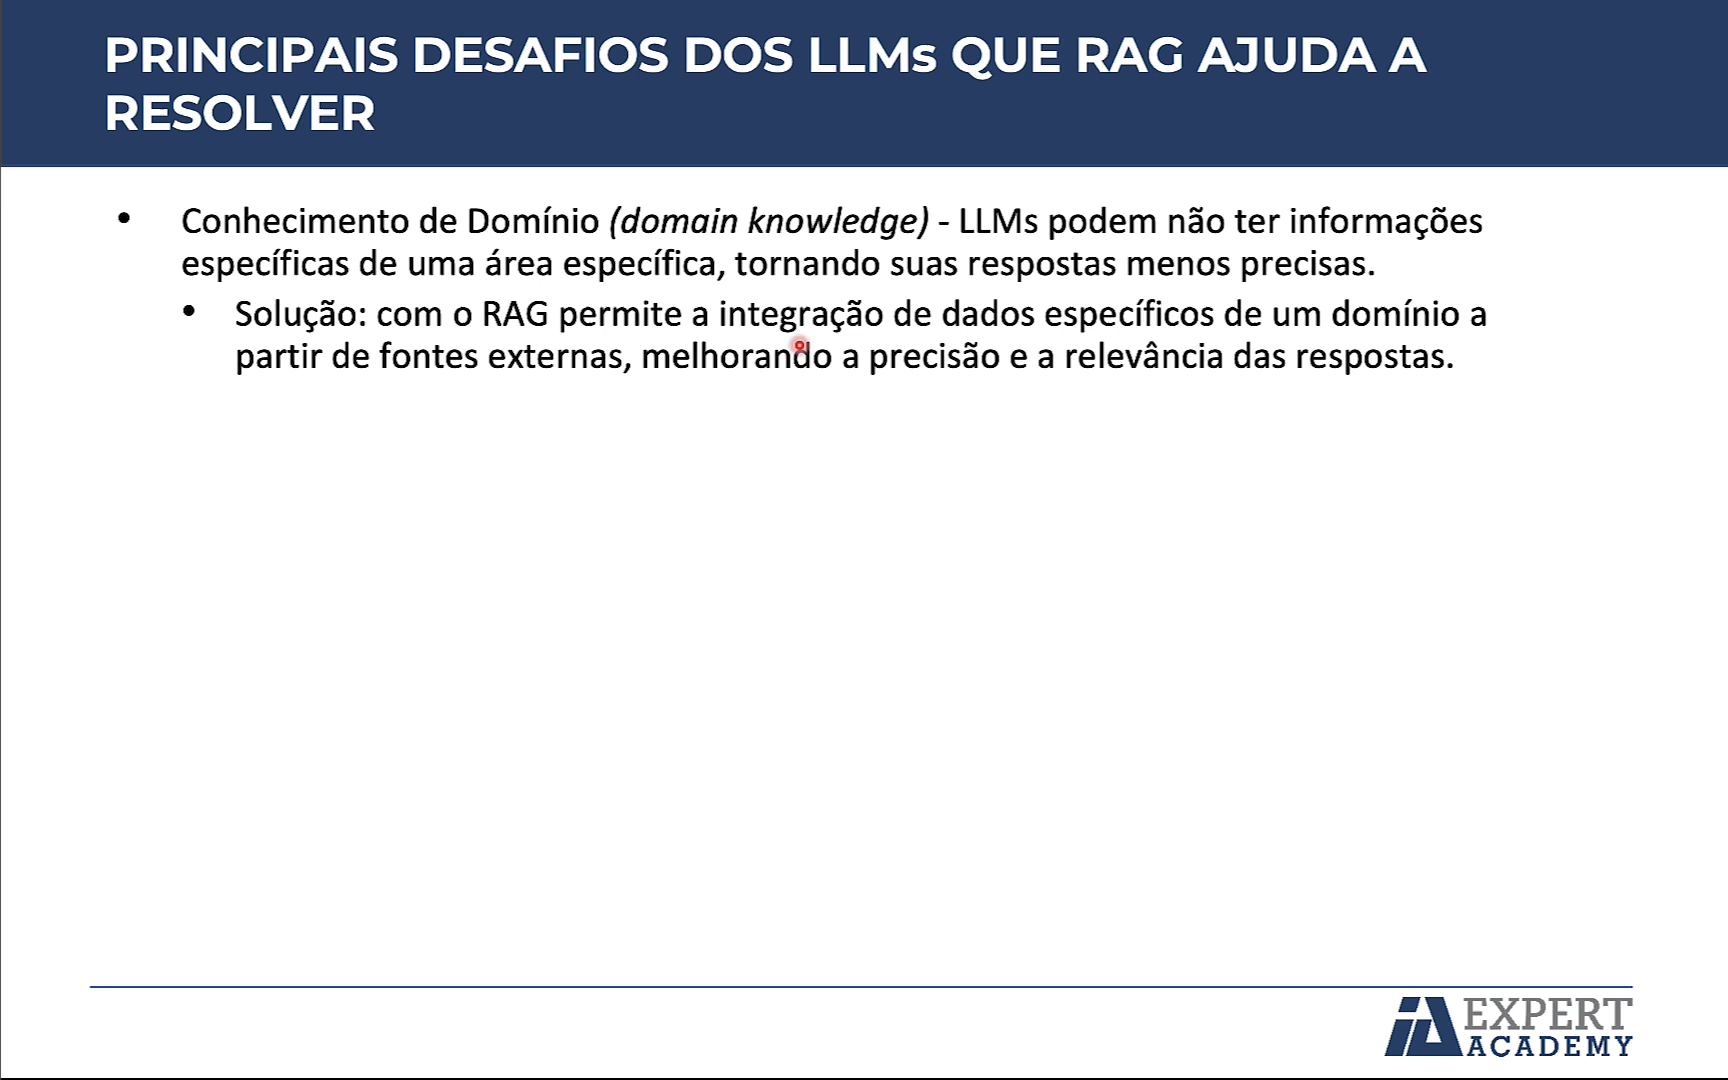 PRINCIPAIS DESAFIOS DOS LLMs QUE RAG AJUDA A
RESOLVER
• Conhecimento de Domínio (domain knowledge) - LLMs podem não ter informações
específicas de uma área específica, tornando suas respostas menos precisas.
• Solução: com o RAG permite a integração de dados específicos de um domínio a
partir de fontes externas, melhorando a precisão e a relevância das respostas.
IA EXPERT
ACADEMY